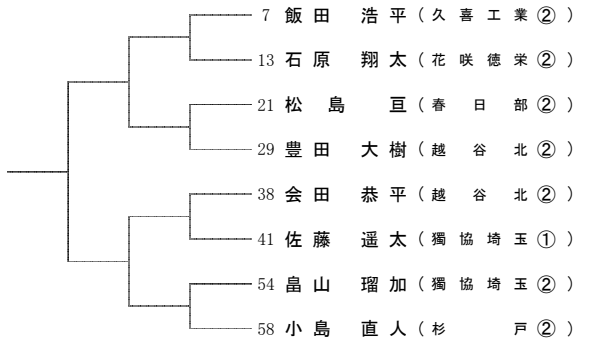 7 飯田 浩平 (久喜工業②)
13 石原 翔太 (花咲徳栄②)
21 松島 亘 (春日部②)
29 豊田 大樹 (越谷北②)
38 会田 恭平 (越谷北②)
41 佐藤 遥太 (獨協埼玉①)
54 畠山 瑠加 (獨協埼玉②)
58 小島 直人 (杉戸②)